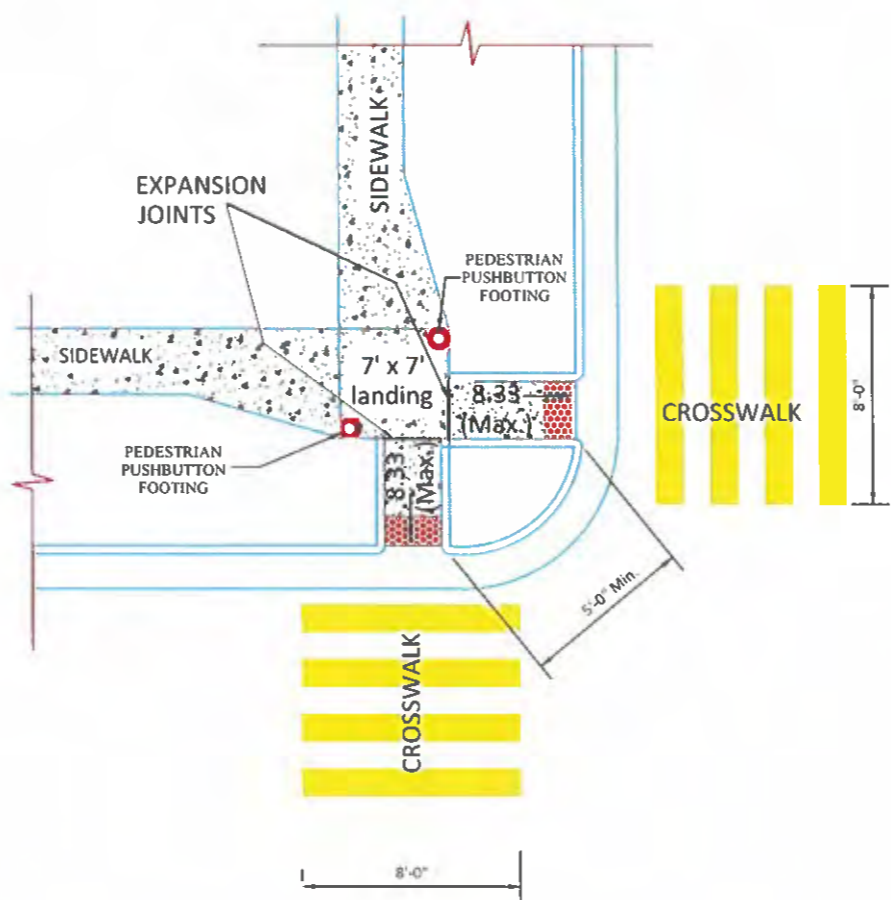 SIDEWALK
EXPANSION
JOINTS
PEDESTRIAN
PUSHBUTTON
FOOTING
SIDEWALK
7' x 7'
landing
8.33
(Max.)
CROSSWALK
8'-0"
PEDESTRIAN
PUSHBUTTON
FOOTING
8.33
(Max.)
5'-0" Min.
CROSSWALK
8'-0"